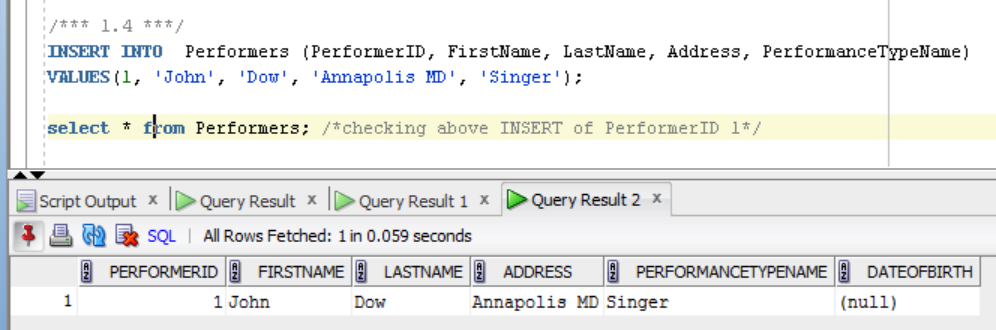 /*** 1.4 ***/
INSERT INTO  Performers (PerformerID, FirstName, LastName, Address, PerformanceTypeName)
VALUES(1, 'John', 'Dow', 'Annapolis MD', 'Singer');
select * from Performers; /*checking above INSERT of PerformerID 1*/
Script Output x Query Result x Query Result 1 x Query Result 2 x
SQL | All Rows Fetched: 1 in 0.059 seconds
PERFORMERID FIRSTNAME LASTNAME ADDRESS PERFORMANCETYPENAME DATEOFBIRTH
1 1 John Dow Annapolis MD Singer (null)